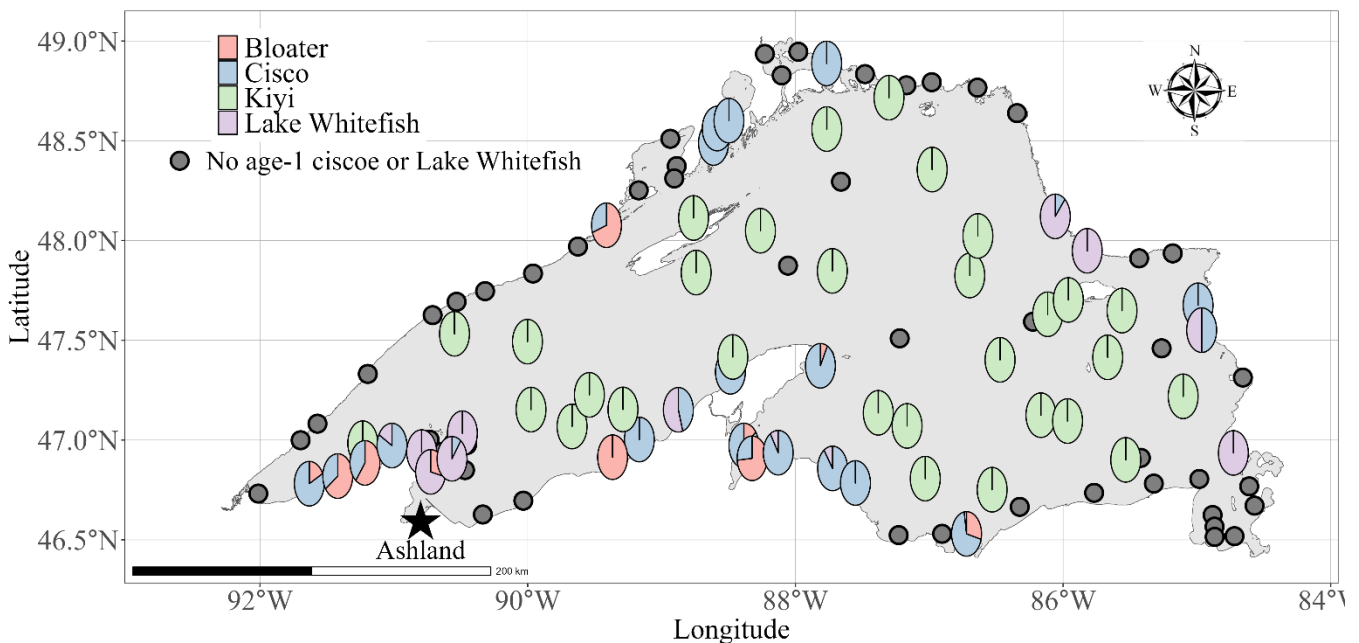 49.0°N
48.5°N
48.0°N
47.5°N
47.0°N
46.5°N
Latitude
Bloater
Cisco
Kiyi
Lake Whitefish
No age-1 ciscoe or Lake Whitefish
N
W
E
S
Ashland
200 km
92°W
90°W
88°W
86°W
84°W
Longitude